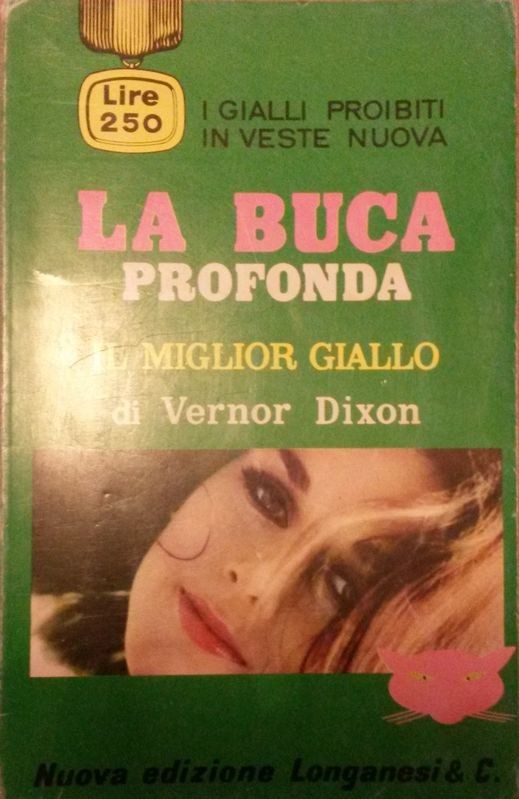 Lire
250
I GIALLI PROIBITI
IN VESTE NUOVA
LA BUCA
PROFONDA
IL MIGLIOR GIALLO
di Vernor Dixon
Nuova edizione Longanesi & C.